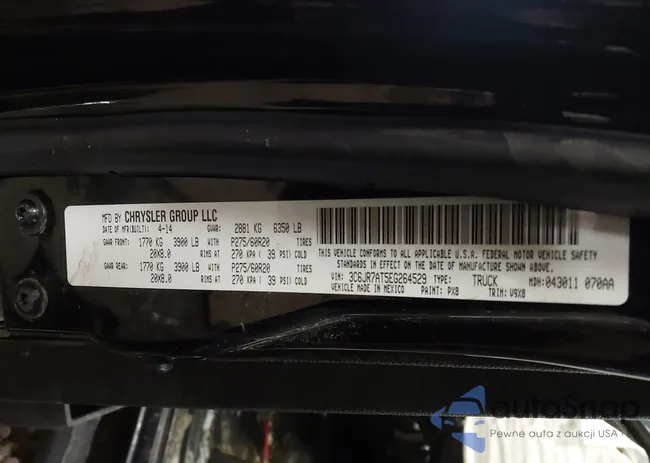 MFD BY CHRYSLER GROUP LLC
DATE OF MFR(BUILT): 4-14 GVWR: 2881 KG 6350 LB
GAWR FRONT: 1770 KG 3900 LB WITH P275/60R20 TIRES
20X8.0 RIMS AT 270 KPA ( 39 PSI) COLD
GAWR REAR: 1770 KG 3900 LB WITH P275/60R20 TIRES
20X8.0 RIMS AT 270 KPA ( 39 PSI) COLD
THIS VEHICLE CONFORMS TO ALL APPLICABLE U.S.A. FEDERAL MOTOR VEHICLE SAFETY
STANDARDS IN EFFECT ON THE DATE OF MANUFACTURE SHOWN ABOVE.
VIN: 3C6JR7AT5EG264529 TYPE: TRUCK MDH: 043011 070AA
VEHICLE MADE IN MEXICO PAINT: PX8 TRIM: V9X8
autoSnap
Pewne auta z aukcji USA i